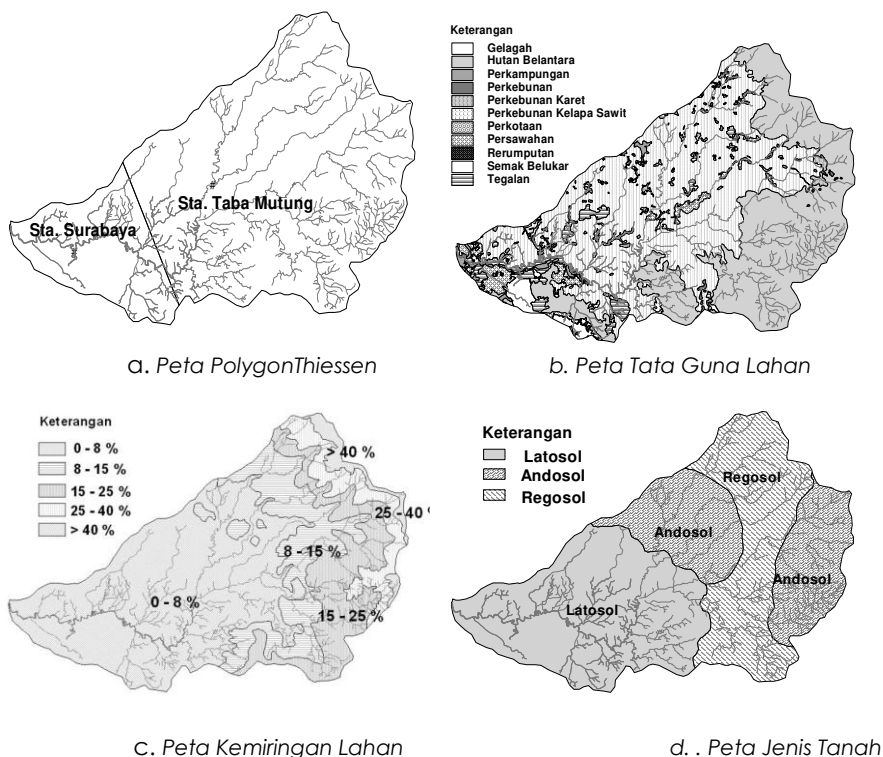 Sta. Taba Mutung
Sta. Surabaya
a. Peta PolygonThiessen
Keterangan
Gelagah
Hutan Belantara
Perkampungan
Perkebunan
Perkebunan Karet
Perkebunan Kelapa Sawit
Perkotaan
Persawahan
Rerumputan
Semak Belukar
Tegalan
b. Peta Tata Guna Lahan
Keterangan
0 - 8 %
8 - 15 %
15 - 25 %
25 - 40 %
> 40 %
> 40 %
25 - 40
8 - 15 %
0 - 8 %
15 - 25 %
c. Peta Kemiringan Lahan
Keterangan
Latosol
Andosol
Regosol
Regosol
Andosol
Andosol
Latosol
d. . Peta Jenis Tanah